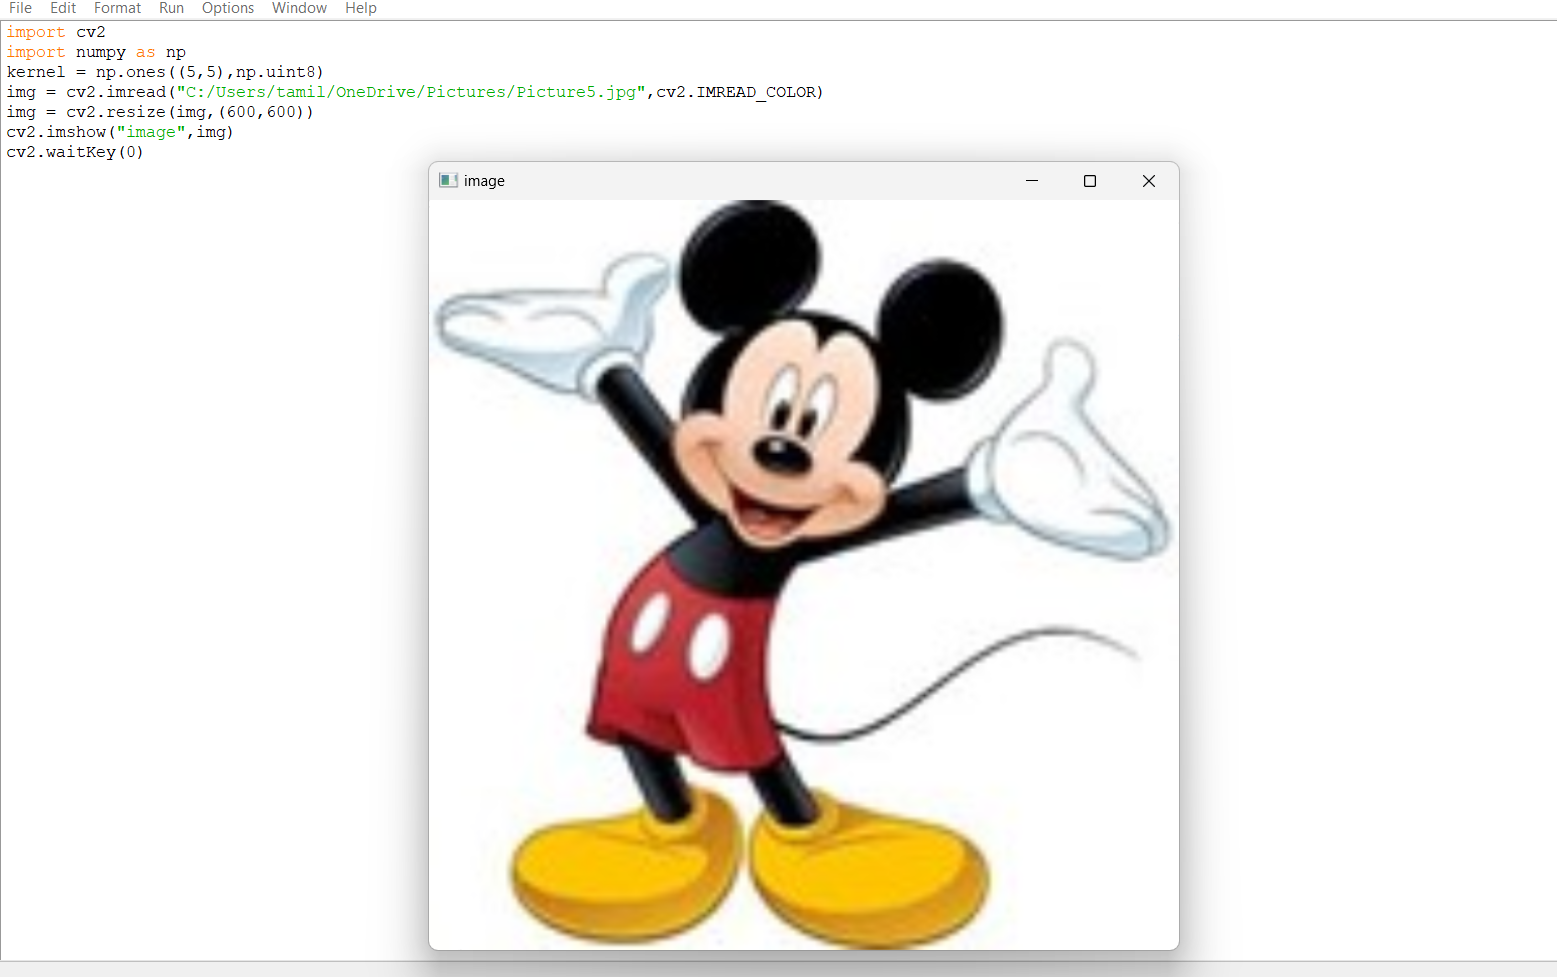 File Edit Format Run Options Window Help
import cv2
import numpy as np
kernel = np.ones((5,5),np.uint8)
img = cv2.imread("C:/Users/tamil/OneDrive/Pictures/Picture5.jpg",cv2.IMREAD_COLOR)
img = cv2.resize(img,(600,600))
cv2.imshow("image",img)
cv2.waitKey(0)
image